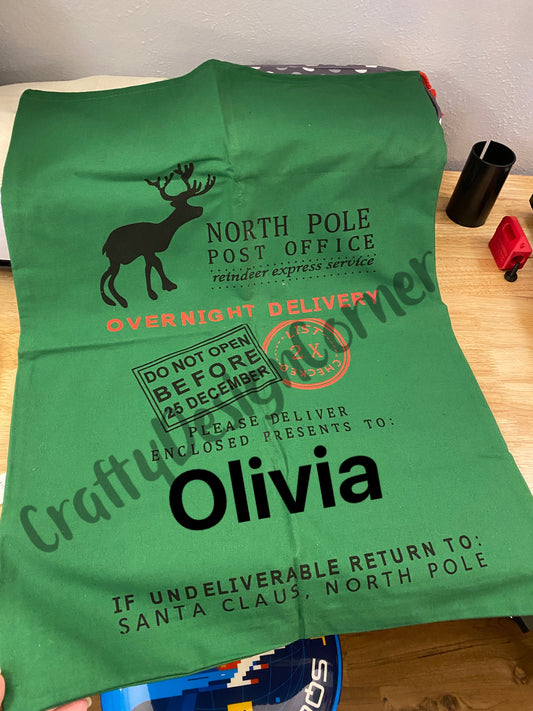 NORTH POLE
POST OFFICE
reindeer express service
OVERNIGHT DELIVERY
DO NOT OPEN
BEFORE
25 DECEMBER
LIST
2X
CHECKED
PLEASE DELIVER
ENCLOSED PRESENTS TO:
Olivia
IF UNDELIVERABLE RETURN TO:
SANTA CLAUS, NORTH POLE
CraftyDesignCorner